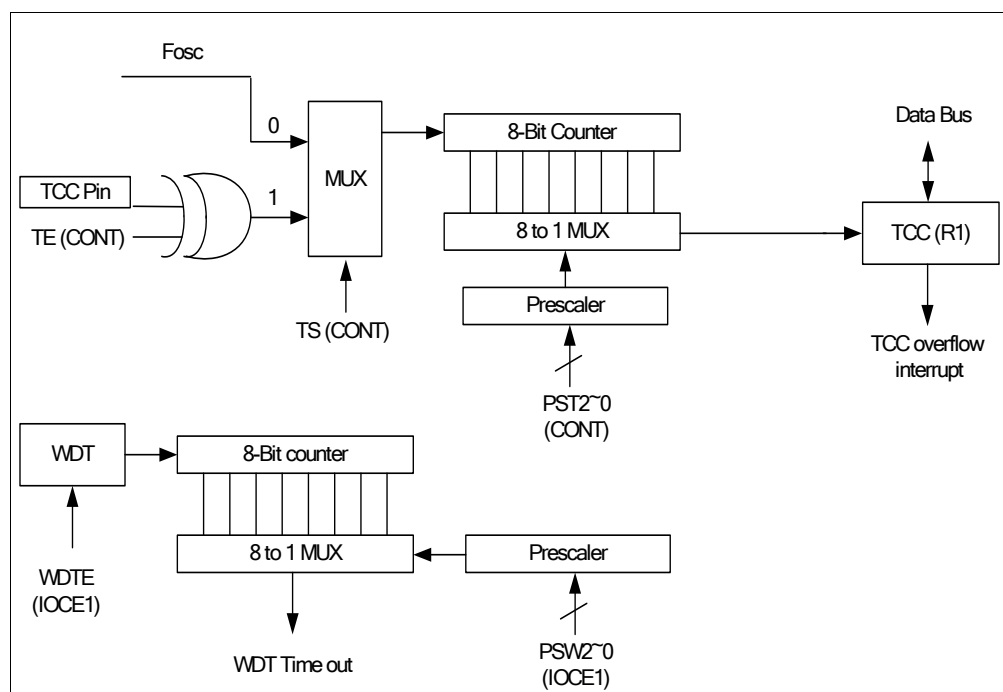 Fosc
0
TCC Pin
TE (CONT)
1
MUX
TS (CONT)
8-Bit Counter
8 to 1 MUX
Prescaler
PST2~0
(CONT)
Data Bus
TCC (R1)
TCC overflow
interrupt
WDT
WDTE
(IOCE1)
8-Bit counter
8 to 1 MUX
WDT Time out
Prescaler
PSW2~0
(IOCE1)